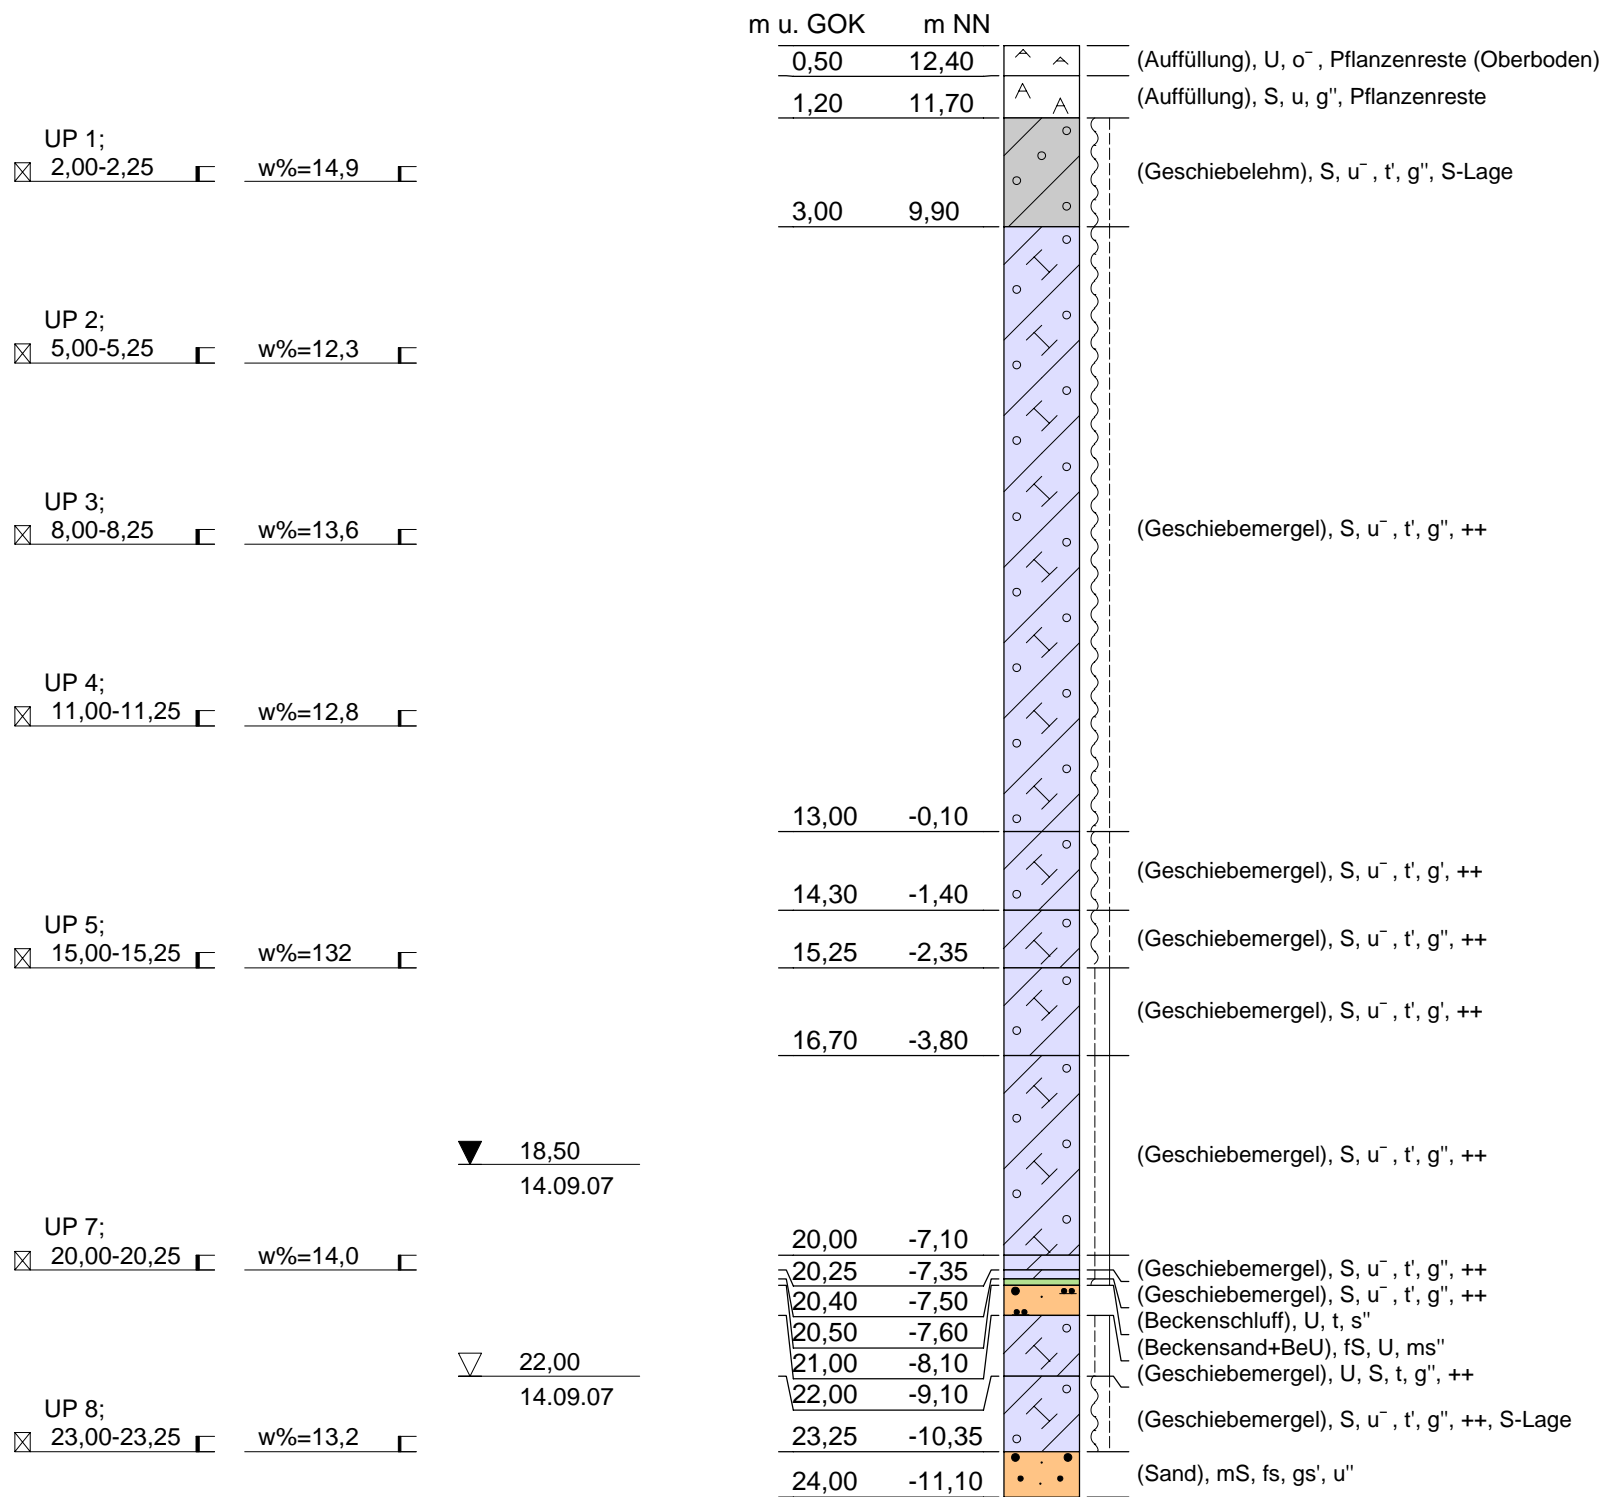 m u. GOK m NN
0,50 12,40 (Auffüllung), U, o¯ , Pflanzenreste (Oberboden)
1,20 11,70 (Auffüllung), S, u, g'', Pflanzenreste
UP 1;
2,00-2,25 w%=14,9 (Geschiebelehm), S, u¯ , t', g'', S-Lage
3,00 9,90
UP 2;
5,00-5,25 w%=12,3
UP 3;
8,00-8,25 w%=13,6 (Geschiebemergel), S, u¯ , t', g'', ++
UP 4;
11,00-11,25 w%=12,8
13,00 -0,10
(Geschiebemergel), S, u¯ , t', g', ++
14,30 -1,40
UP 5;
15,00-15,25 w%=132 15,25 -2,35 (Geschiebemergel), S, u¯ , t', g'', ++
(Geschiebemergel), S, u¯ , t', g', ++
16,70 -3,80
18,50 (Geschiebemergel), S, u¯ , t', g'', ++
14.09.07
UP 7;
20,00 -7,10
20,00-20,25 w%=14,0
20,25 -7,35 (Geschiebemergel), S, u¯ , t', g'', ++
20,40 -7,50 (Geschiebemergel), S, u¯ , t', g'', ++
20,50 -7,60 (Beckenschluff), U, t, s''
21,00 -8,10 (Beckensand+BeU), fS, U, ms''
22,00
14.09.07
22,00 -9,10 (Geschiebemergel), U, S, t, g'', ++
UP 8;
23,00-23,25 w%=13,2 23,25 -10,35 (Geschiebemergel), S, u¯ , t', g'', ++, S-Lage
24,00 -11,10 (Sand), mS, fs, gs', u''